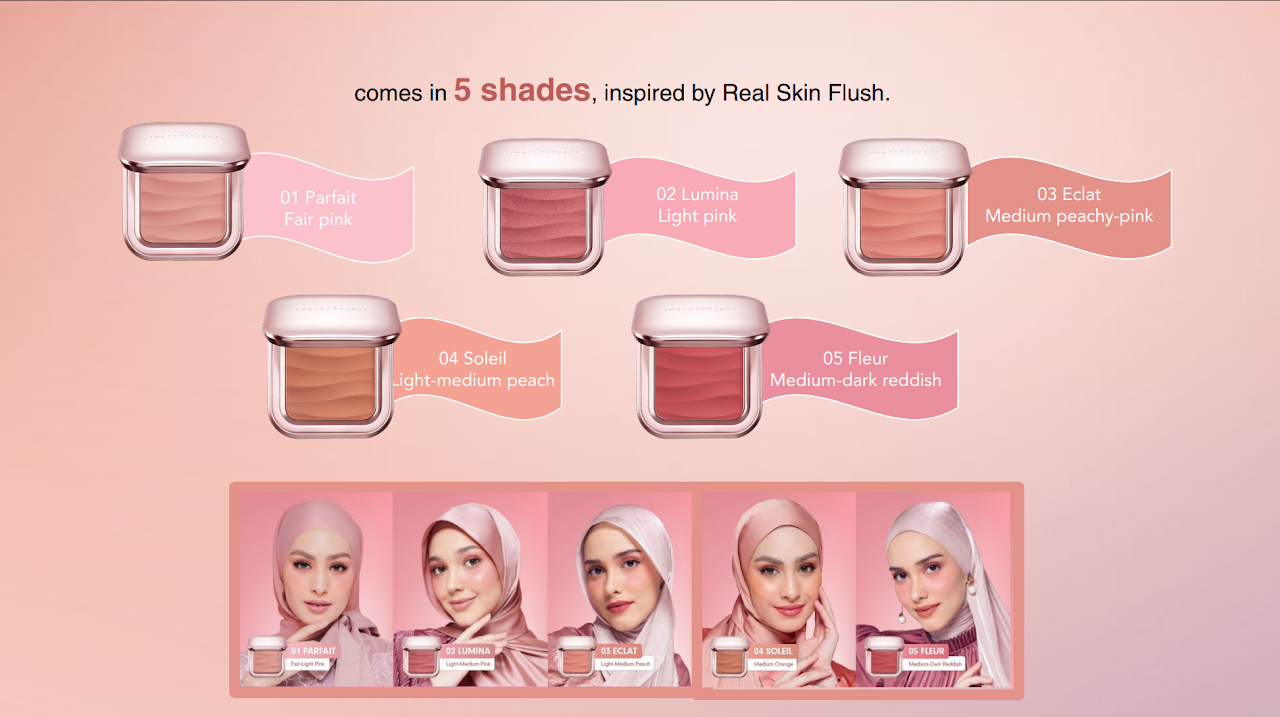 comes in 5 shades, inspired by Real Skin Flush.
01 Parfait
Fair pink
02 Lumina
Light pink
03 Eclat
Medium peachy-pink
04 Soleil
Light-medium peach
05 Fleur
Medium-dark reddish
01 PARFAIT
Fair-Light Pink
02 LUMINA
Light-Medium Pink
03 ECLAT
Light-Medium Peach
04 SOLEIL
Medium Orange
05 FLEUR
Medium-Dark Reddish